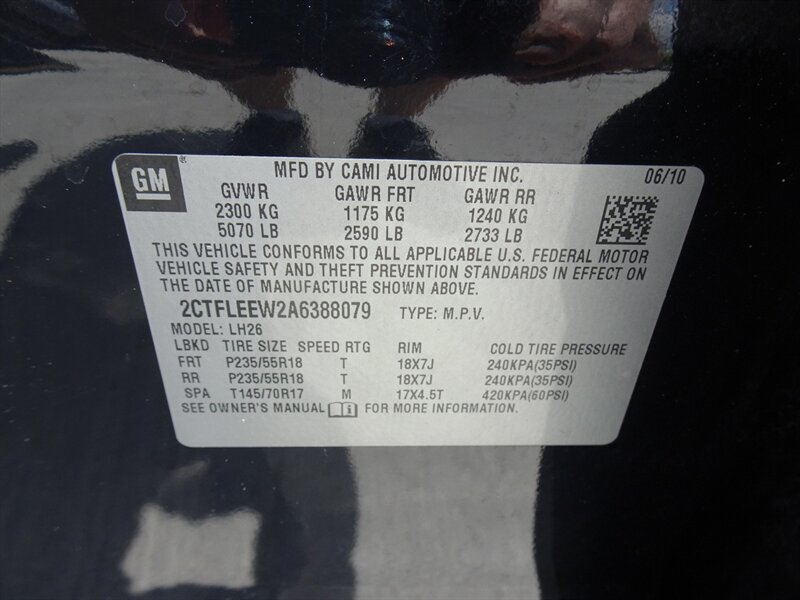 GM ® MFD BY CAMI AUTOMOTIVE INC. 06/10
GVWR GAWR FRT GAWR RR
2300 KG 1175 KG 1240 KG
5070 LB 2590 LB 2733 LB
THIS VEHICLE CONFORMS TO ALL APPLICABLE U.S. FEDERAL MOTOR
VEHICLE SAFETY AND THEFT PREVENTION STANDARDS IN EFFECT ON
THE DATE OF MANUFACTURE SHOWN ABOVE.
2CTFLEEW2A6388079 TYPE: M.P.V.
MODEL: LH26
LBKD TIRE SIZE SPEED RTG RIM COLD TIRE PRESSURE
FRT P235/55R18 T 18X7J 240KPA(35PSI)
RR P235/55R18 T 18X7J 240KPA(35PSI)
SPA T145/70R17 M 17X4.5T 420KPA(60PSI)
SEE OWNER'S MANUAL FOR MORE INFORMATION.